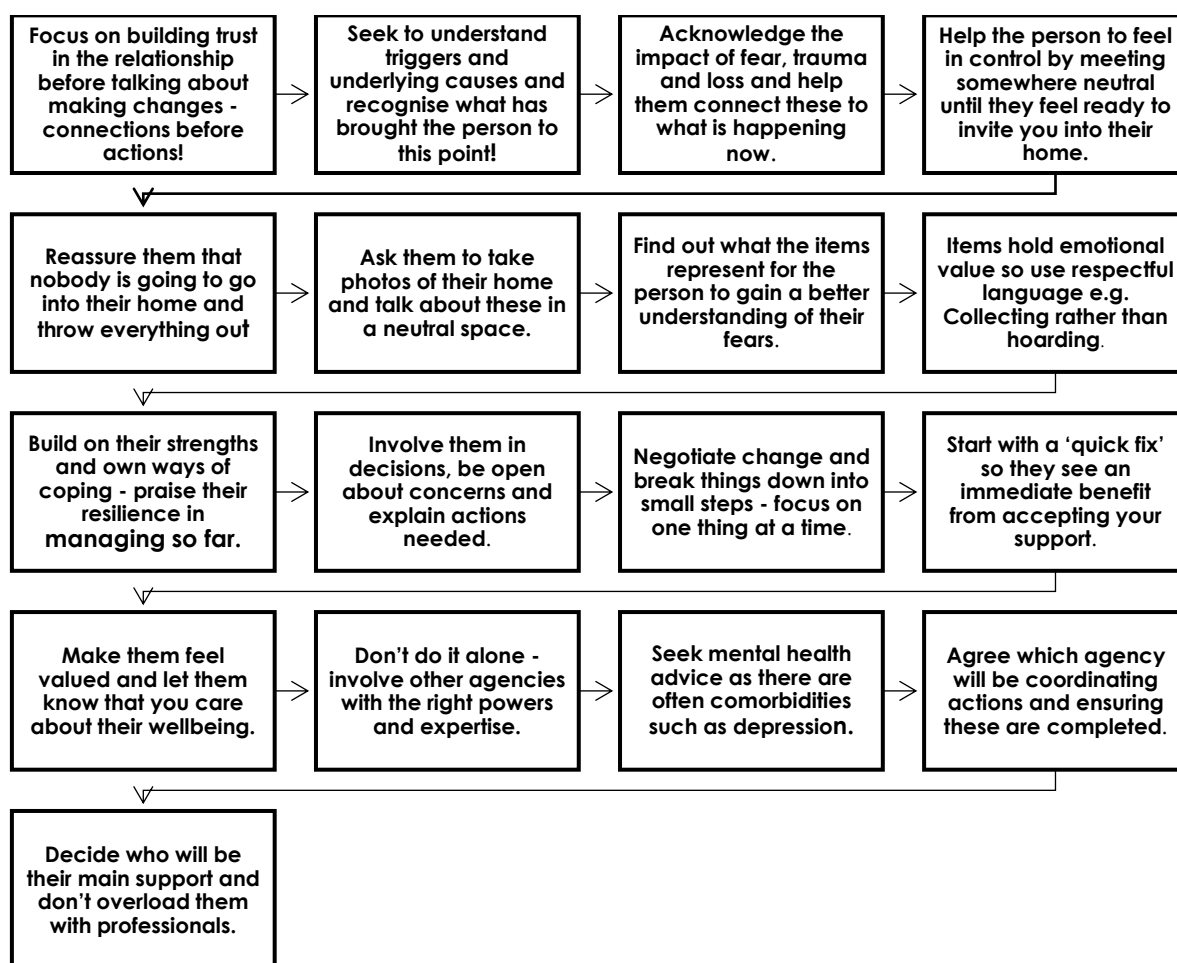 Focus on building trust
in the relationship
before talking about
making changes -
connections before
actions!
Seek to understand
triggers and
underlying causes and
recognise what has
brought the person to
this point!
Acknowledge the
impact of fear, trauma
and loss and help
them connect these to
what is happening
now.
Help the person to feel
in control by meeting
somewhere neutral
until they feel ready to
invite you into their
home.
Reassure them that
nobody is going to go
into their home and
throw everything out
Ask them to take
photos of their home
and talk about these in
a neutral space.
Find out what the items
represent for the
person to gain a better
understanding of their
fears.
Items hold emotional
value so use respectful
language e.g.
Collecting rather than
hoarding.
Build on their strengths
and own ways of
coping - praise their
resilience in
managing so far.
Involve them in
decisions, be open
about concerns and
explain actions
needed.
Negotiate change and
break things down into
small steps - focus on
one thing at a time.
Start with a ‘quick fix’
so they see an
immediate benefit
from accepting your
support.
Make them feel
valued and let them
know that you care
about their wellbeing.
Don’t do it alone -
involve other agencies
with the right powers
and expertise.
Seek mental health
advice as there are
often comorbidities
such as depression.
Agree which agency
will be coordinating
actions and ensuring
these are completed.
Decide who will be
their main support and
don’t overload them
with professionals.